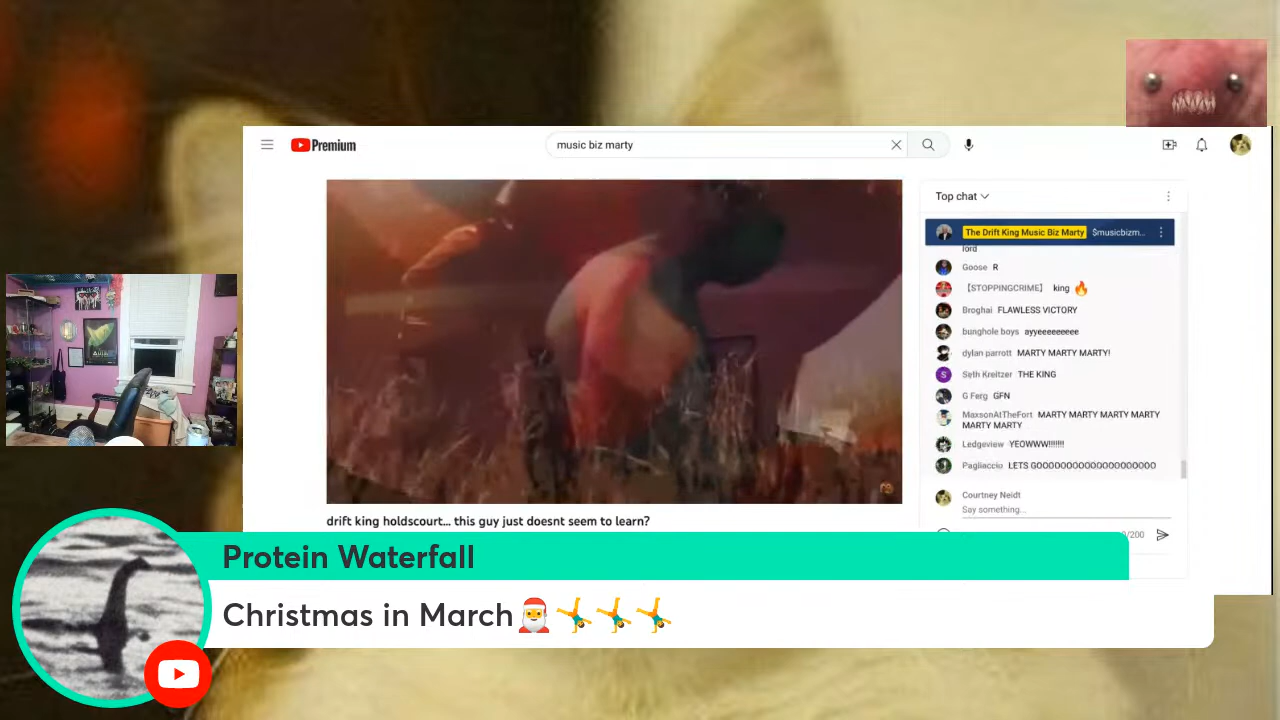 Premium
music biz marty
Top chat
The Drift King Music Biz Marty $musicbizm...
lord
Goose R
【STOPPINGCRIME】 king 🔥
Broghai FLAWLESS VICTORY
bunghole boys ayyeeeeeeeee
dylan parrott MARTY MARTY MARTY!
Seth Kreitzer THE KING
G Ferg GFN
MaxsonAtTheFort MARTY MARTY MARTY MARTY
MARTY MARTY
Ledgeview YEOWWW!!!!!!!
Pagliaccio LETS GOOOOOOOOOOOOOOOOOOOO
Courtney Neidt
Say something...
/200
drift king holdscourt... this guy just doesnt seem to learn?
Protein Waterfall
Christmas in March🎅🤸🤸🤸